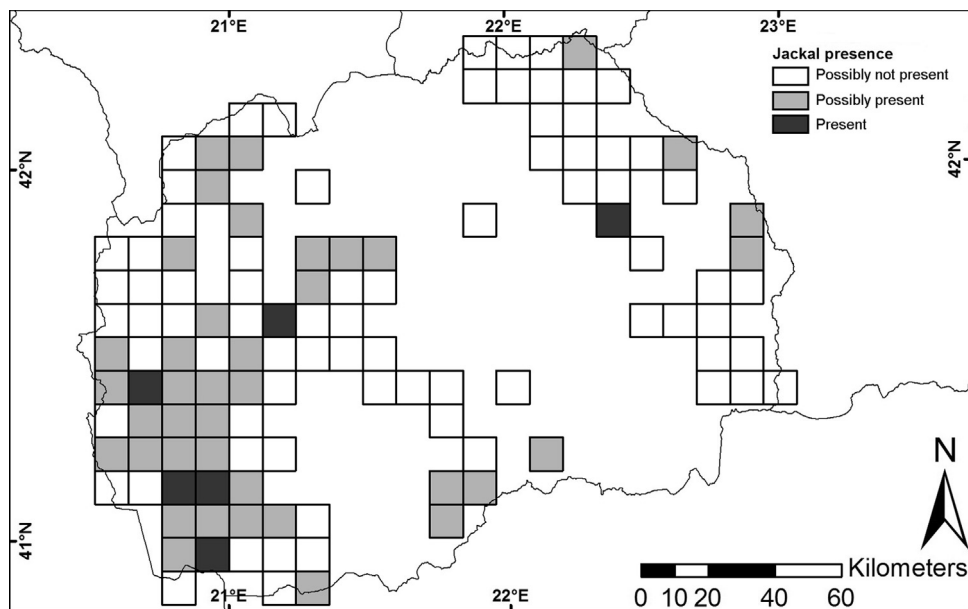 21°E 22°E 23°E
Jackal presence
Possibly not present
Possibly present
Present
42°N 42°N
N
41°N 41°N
Kilometers
0 10 20 40 60
21°E 22°E